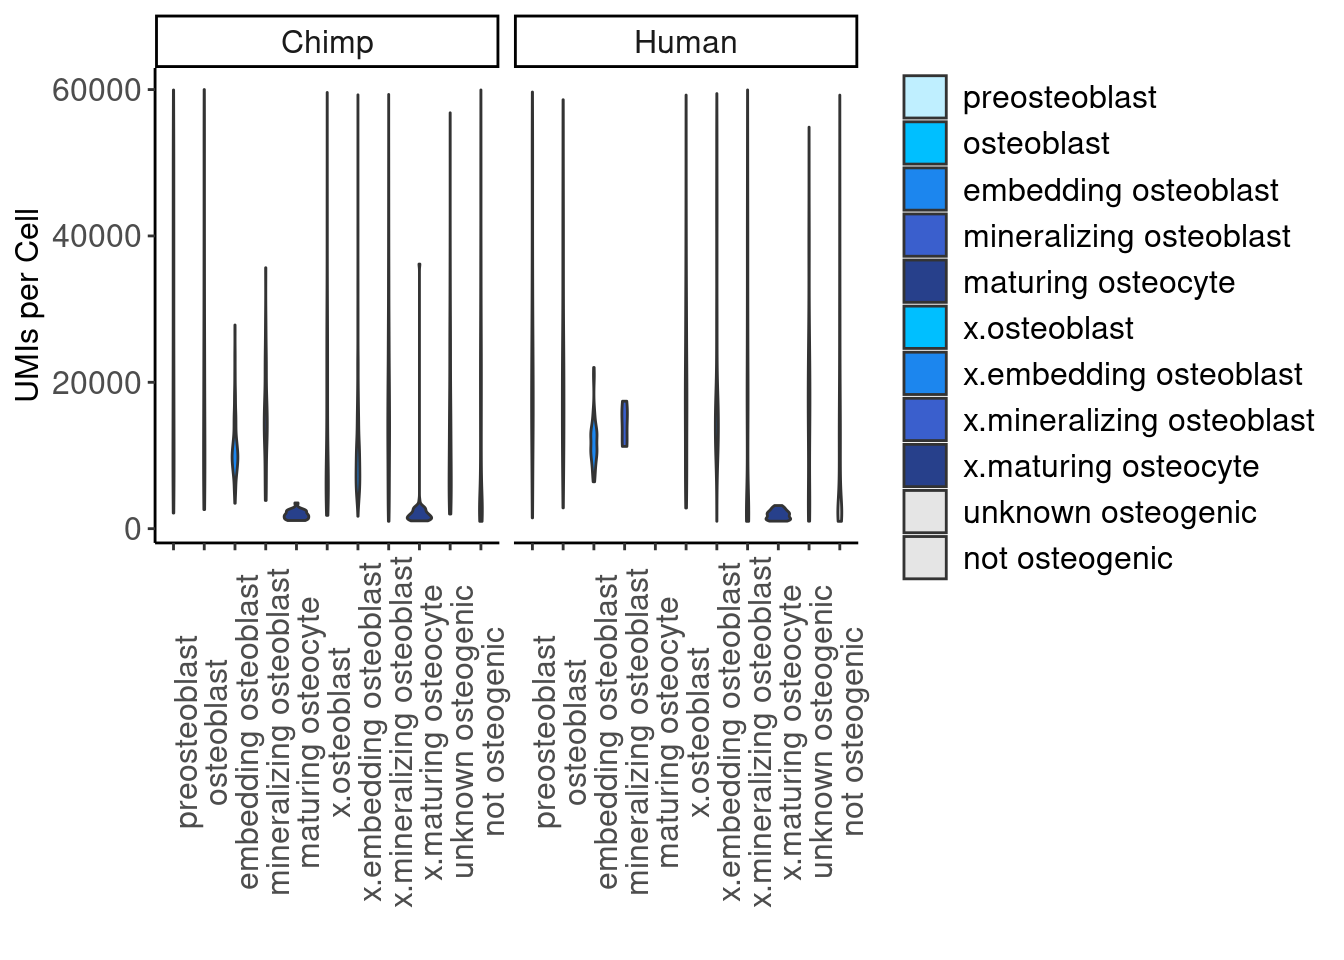 Chimp
Human
UMIs per Cell
60000
40000
20000
0
preosteoblast
osteoblast
embedding osteoblast
mineralizing osteoblast
maturing osteocyte
x.osteoblast
x.embedding osteoblast
x.mineralizing osteoblast
x.maturing osteocyte
unknown osteogenic
not osteogenic
preosteoblast
osteoblast
embedding osteoblast
mineralizing osteoblast
maturing osteocyte
x.osteoblast
x.embedding osteoblast
x.mineralizing osteoblast
x.maturing osteocyte
unknown osteogenic
not osteogenic
preosteoblast
osteoblast
embedding osteoblast
mineralizing osteoblast
maturing osteocyte
x.osteoblast
x.embedding osteoblast
x.mineralizing osteoblast
x.maturing osteocyte
unknown osteogenic
not osteogenic